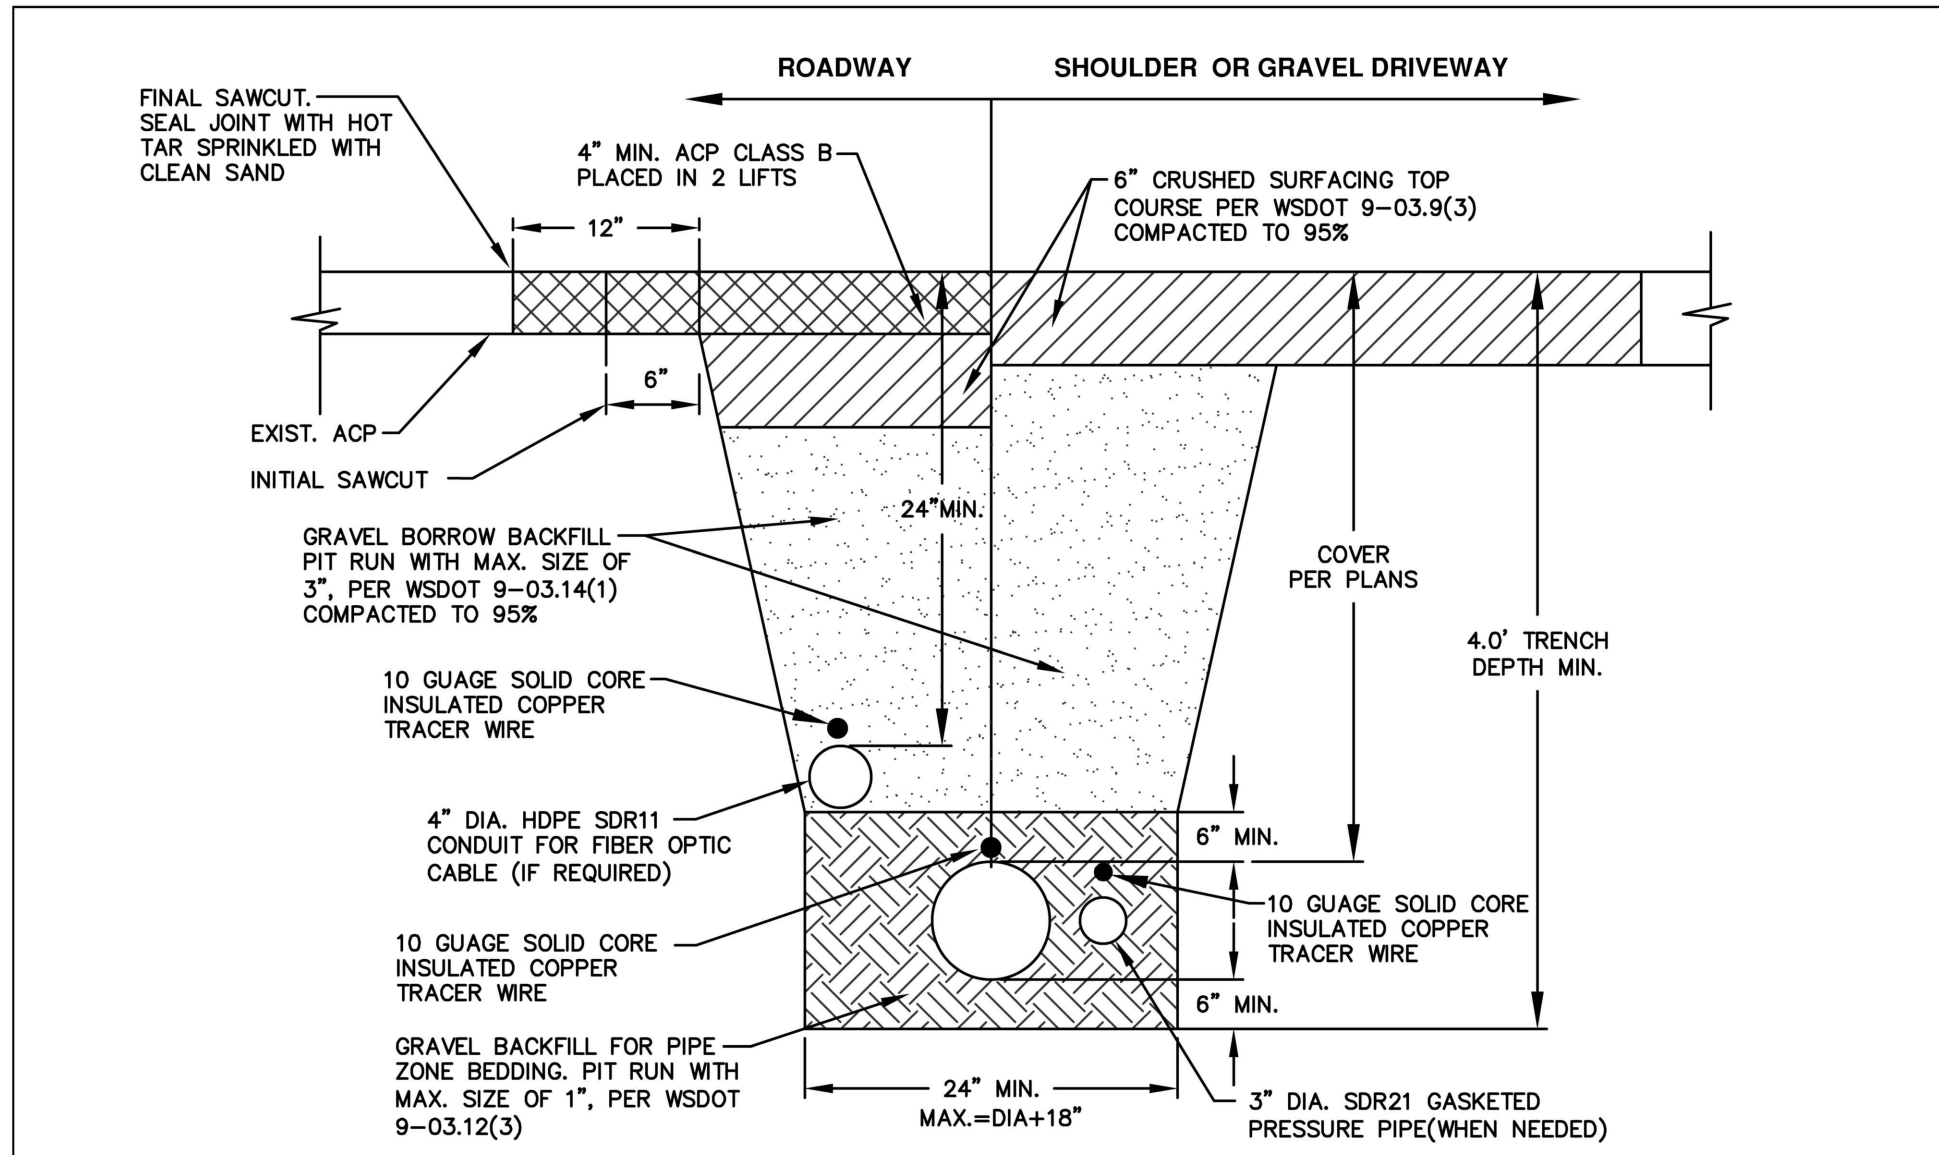 ROADWAY
SHOULDER OR GRAVEL DRIVEWAY
FINAL SAWCUT.
SEAL JOINT WITH HOT
TAR SPRINKLED WITH
CLEAN SAND
4" MIN. ACP CLASS B
PLACED IN 2 LIFTS
6" CRUSHED SURFACING TOP
COURSE PER WSDOT 9-03.9(3)
COMPACTED TO 95%
12"
6"
EXIST. ACP
INITIAL SAWCUT
24"MIN.
GRAVEL BORROW BACKFILL
PIT RUN WITH MAX. SIZE OF
3", PER WSDOT 9-03.14(1)
COMPACTED TO 95%
COVER
PER PLANS
4.0' TRENCH
DEPTH MIN.
10 GUAGE SOLID CORE
INSULATED COPPER
TRACER WIRE
4" DIA. HDPE SDR11
CONDUIT FOR FIBER OPTIC
CABLE (IF REQUIRED)
6" MIN.
10 GUAGE SOLID CORE
INSULATED COPPER
TRACER WIRE
10 GUAGE SOLID CORE
INSULATED COPPER
TRACER WIRE
6" MIN.
GRAVEL BACKFILL FOR PIPE
ZONE BEDDING. PIT RUN WITH
MAX. SIZE OF 1", PER WSDOT
9-03.12(3)
24" MIN.
MAX.=DIA+18"
3" DIA. SDR21 GASKETED
PRESSURE PIPE(WHEN NEEDED)